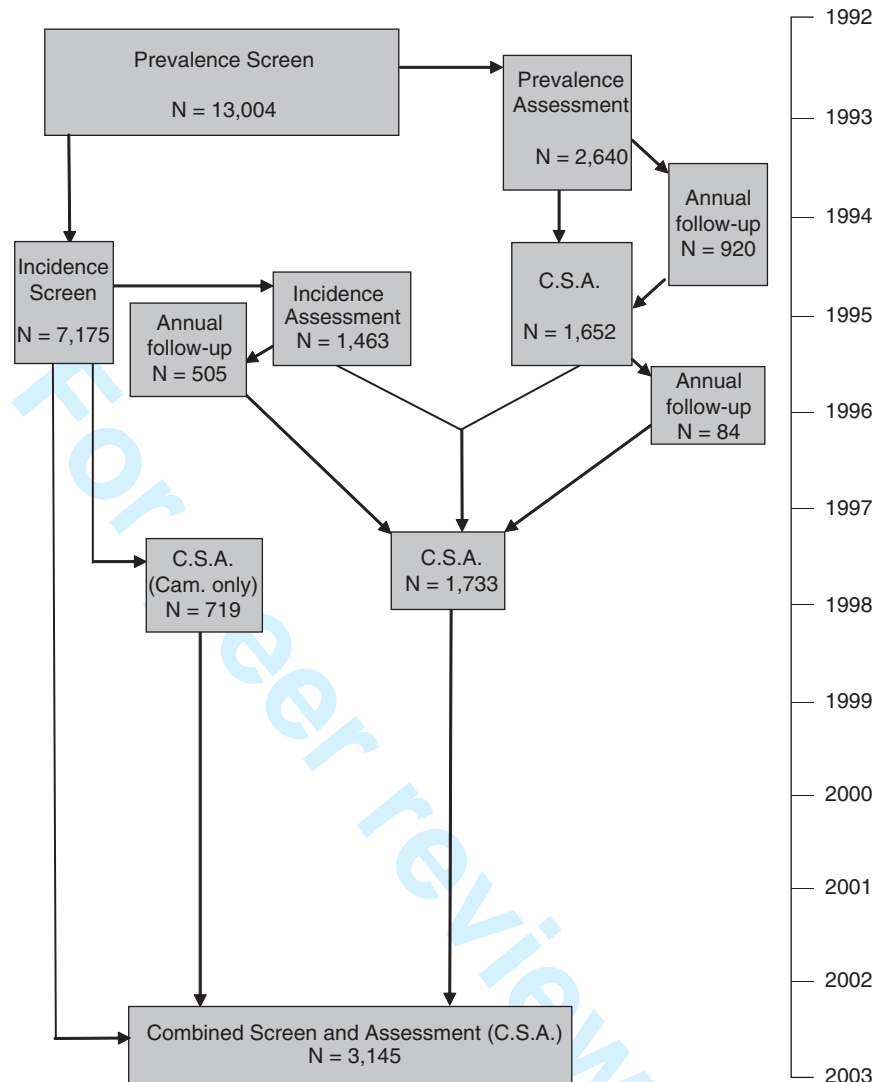 Prevalence Screen
N = 13,004
Prevalence
Assessment
N = 2,640
Annual
follow-up
N = 920
Incidence
Screen
N = 7,175
Incidence
Assessment
N = 1,463
Annual
follow-up
N = 505
C.S.A.
N = 1,652
Annual
follow-up
N = 84
C.S.A.
(Cam. only)
N = 719
C.S.A.
N = 1,733
Combined Screen and Assessment (C.S.A.)
N = 3,145
1992
1993
1994
1995
1996
1997
1998
1999
2000
2001
2002
2003
For Peer review